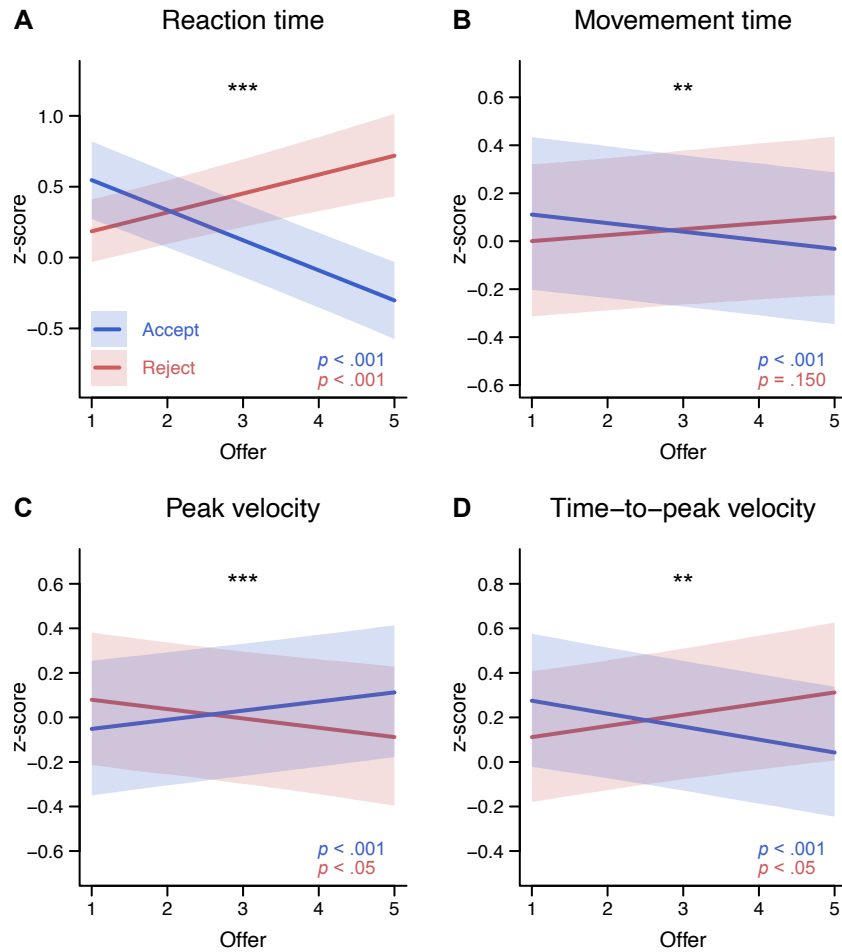 A Reaction time
***
1.0
0.5
0.0
−0.5
z-score
Accept
Reject
p < .001
p < .001
1 2 3 4 5
Offer
B Movemement time
**
0.6
0.4
0.2
0.0
−0.2
−0.4
−0.6
z-score
p < .001
p = .150
1 2 3 4 5
Offer
C Peak velocity
***
0.6
0.4
0.2
0.0
−0.2
−0.4
−0.6
z-score
p < .001
p < .05
1 2 3 4 5
Offer
D Time−to−peak velocity
**
0.8
0.6
0.4
0.2
0.0
−0.2
−0.4
z-score
p < .001
p < .05
1 2 3 4 5
Offer